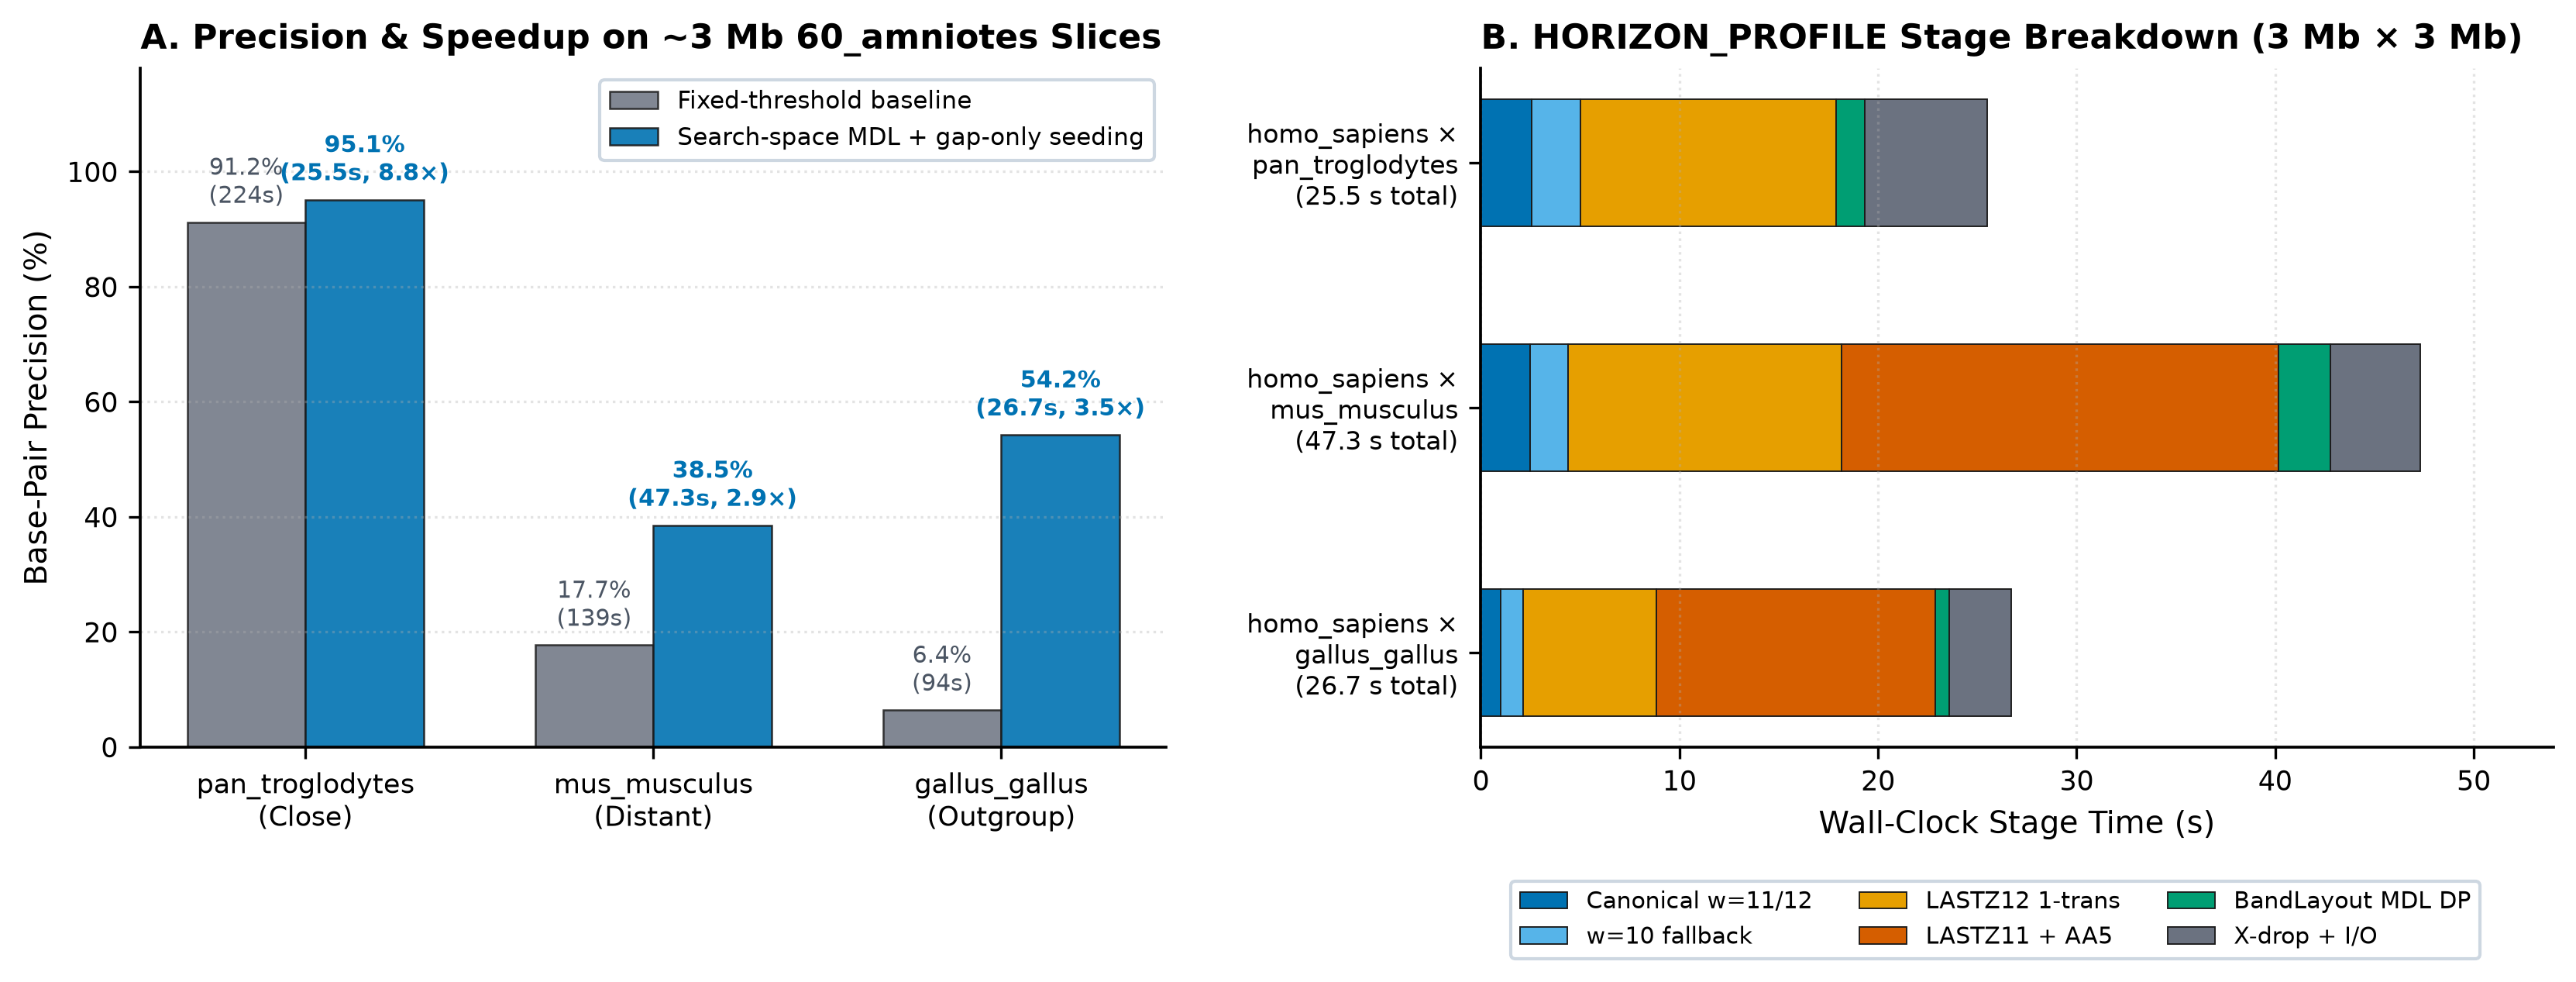 A. Precision & Speedup on ~3 Mb 60_amniotes Slices
Fixed-threshold baseline
Search-space MDL + gap-only seeding
Base-Pair Precision (%)
100
80
60
40
20
0
91.2%
(224s)
95.1%
(25.5s, 8.8×)
17.7%
(139s)
38.5%
(47.3s, 2.9×)
6.4%
(94s)
54.2%
(26.7s, 3.5×)
pan_troglodytes
(Close)
mus_musculus
(Distant)
gallus_gallus
(Outgroup)
B. HORIZON_PROFILE Stage Breakdown (3 Mb × 3 Mb)
homo_sapiens ×
pan_troglodytes
(25.5 s total)
homo_sapiens ×
mus_musculus
(47.3 s total)
homo_sapiens ×
gallus_gallus
(26.7 s total)
0
10
20
30
40
50
Wall-Clock Stage Time (s)
Canonical w=11/12
w=10 fallback
LASTZ12 1-trans
LASTZ11 + AA5
BandLayout MDL DP
X-drop + I/O